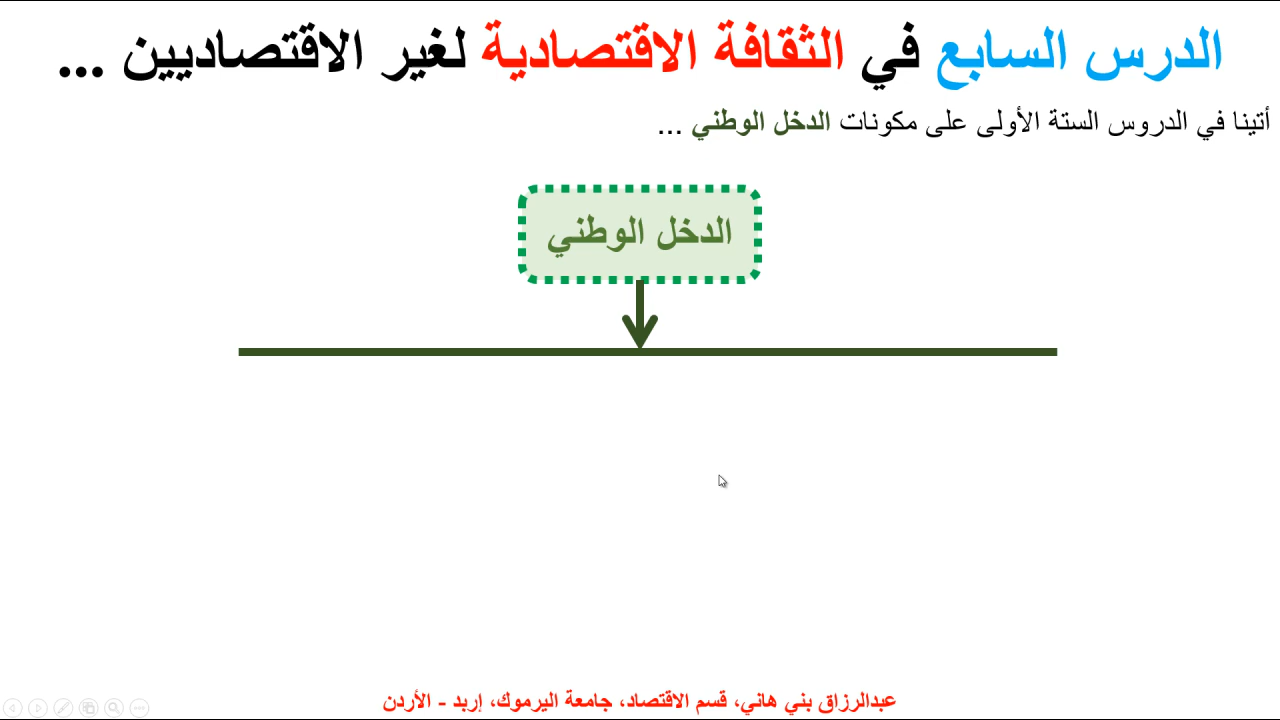 الدرس السابع في الثقافة الاقتصادية لغير الاقتصاديين ...
أتينا في الدروس الستة الأولى على مكونات الدخل الوطني ...
الدخل الوطني
عبدالرزاق بني هاني، قسم الاقتصاد، جامعة اليرموك، إربد - الأردن